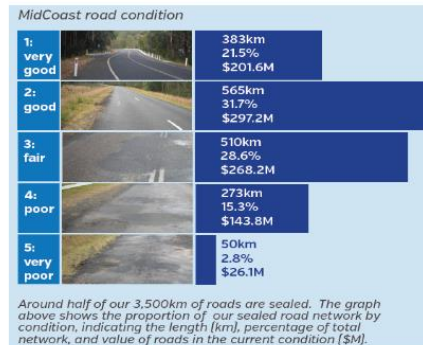 MidCoast road condition
1:
very
good
383km
21.5%
$201.6M
2:
good
565km
31.7%
$297.2M
3:
fair
510km
28.6%
$268.2M
4:
poor
273km
15.3%
$143.8M
5:
very
poor
50km
2.8%
$26.1M
Around half of our 3,500km of roads are sealed. The graph
above shows the proportion of our sealed road network by
condition, indicating the length [km], percentage of total
network, and value of roads in the current condition [$M].